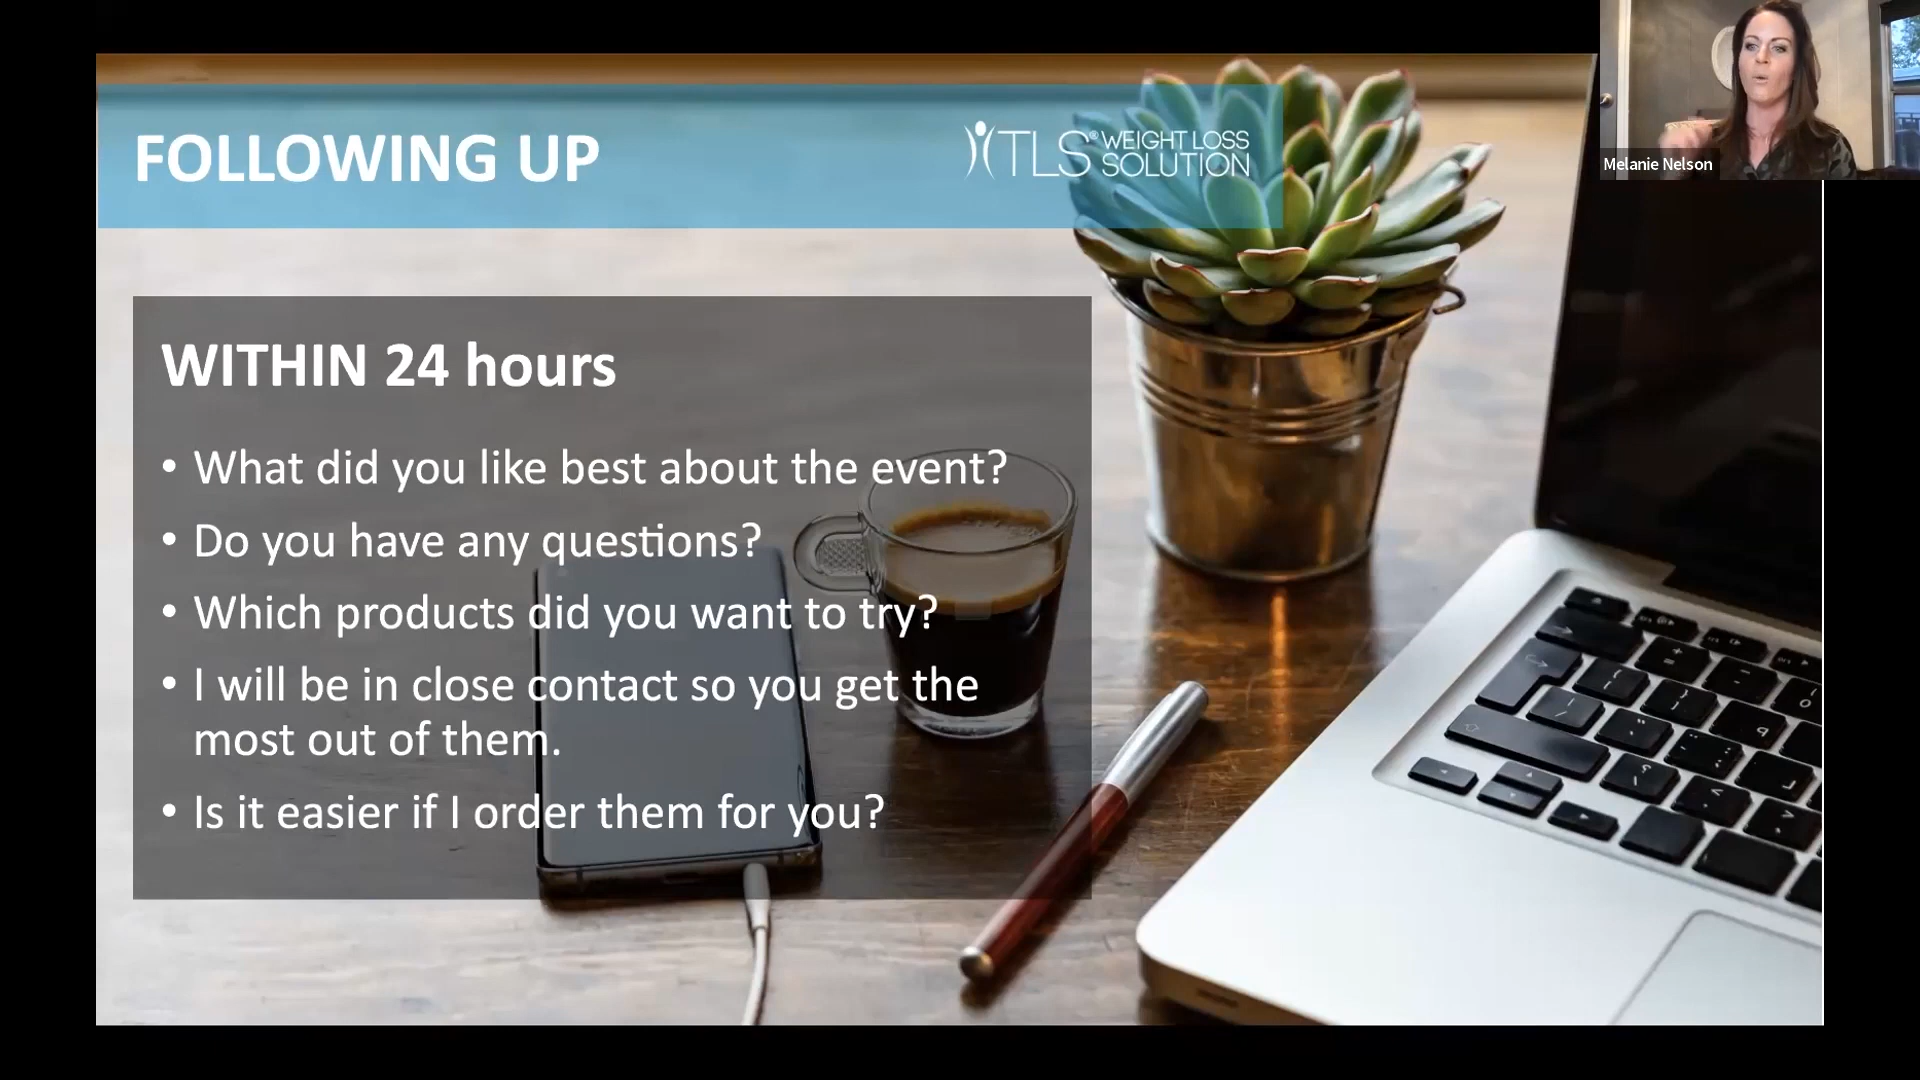 FOLLOWING UP
TLS® WEIGHT LOSS
SOLUTION
Melanie Nelson
WITHIN 24 hours
• What did you like best about the event?
• Do you have any questions?
• Which products did you want to try?
• I will be in close contact so you get the
most out of them.
• Is it easier if I order them for you?